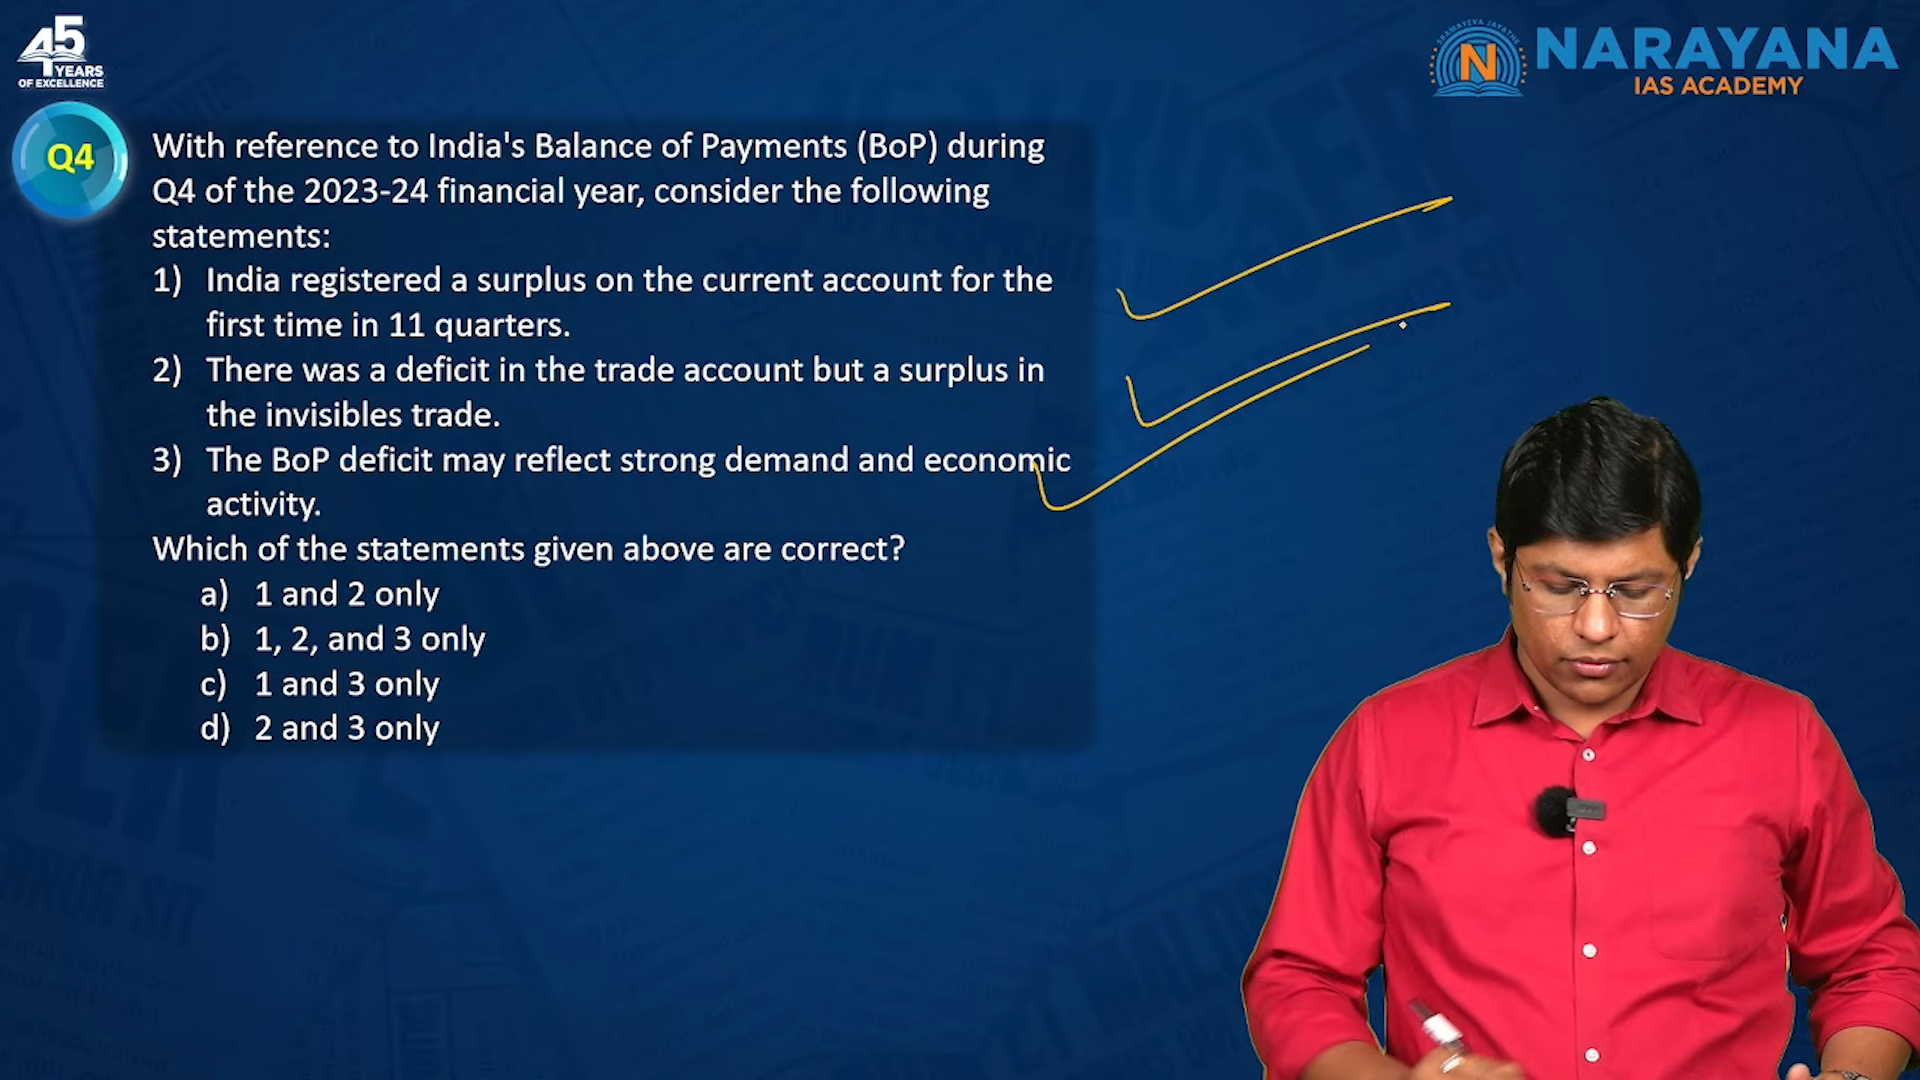 45
YEARS
OF EXCELLENCE
NARAYANA
IAS ACADEMY
N
Q4
With reference to India's Balance of Payments (BoP) during
Q4 of the 2023-24 financial year, consider the following
statements:
1) India registered a surplus on the current account for the
first time in 11 quarters.
2) There was a deficit in the trade account but a surplus in
the invisibles trade.
3) The BoP deficit may reflect strong demand and economic
activity.
Which of the statements given above are correct?
a) 1 and 2 only
b) 1, 2, and 3 only
c) 1 and 3 only
d) 2 and 3 only